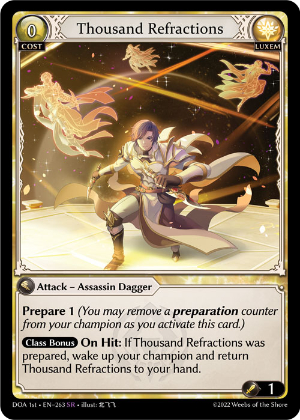 0
Thousand Refractions
COST
LUXEM
Attack – Assassin Dagger
Prepare 1 (You may remove a preparation counter
from your champion as you activate this card.)
Class Bonus On Hit: If Thousand Refractions was
prepared, wake up your champion and return
Thousand Refractions to your hand.
1
DOA 1st • EN-263 SR • illust:
©2022 Weebs of the Shore